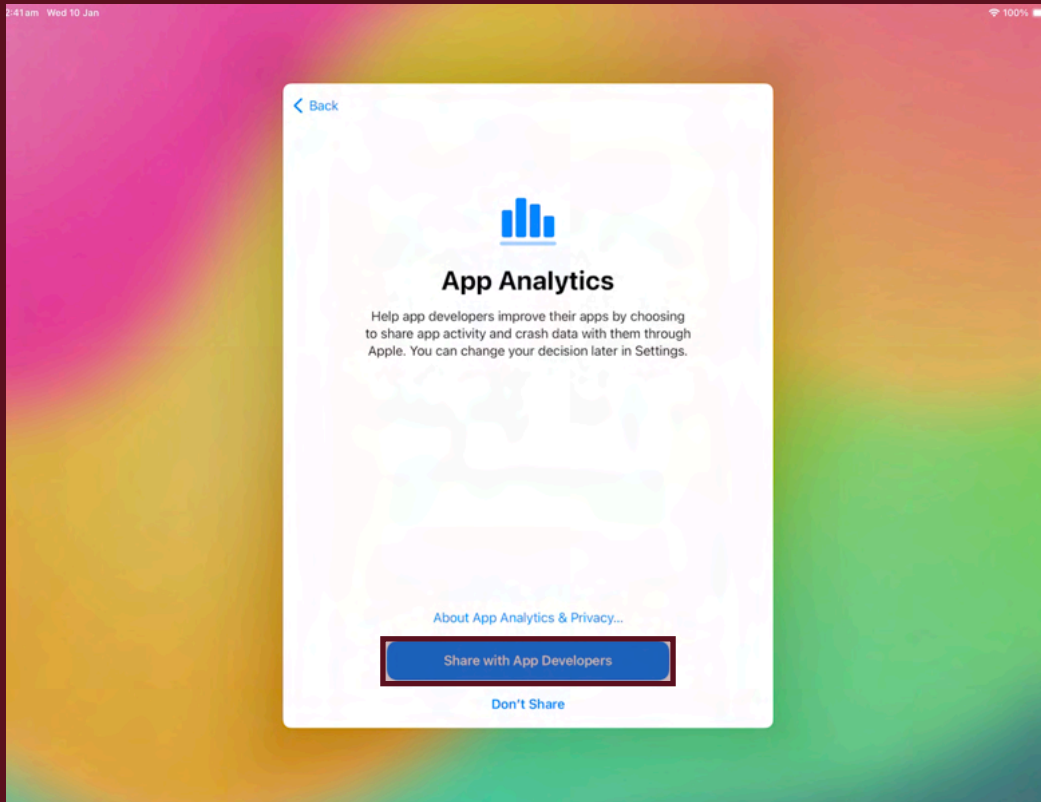 2:41am Wed 10 Jan
100%
Back
App Analytics
Help app developers improve their apps by choosing
to share app activity and crash data with them through
Apple. You can change your decision later in Settings.
About App Analytics & Privacy...
Share with App Developers
Don't Share